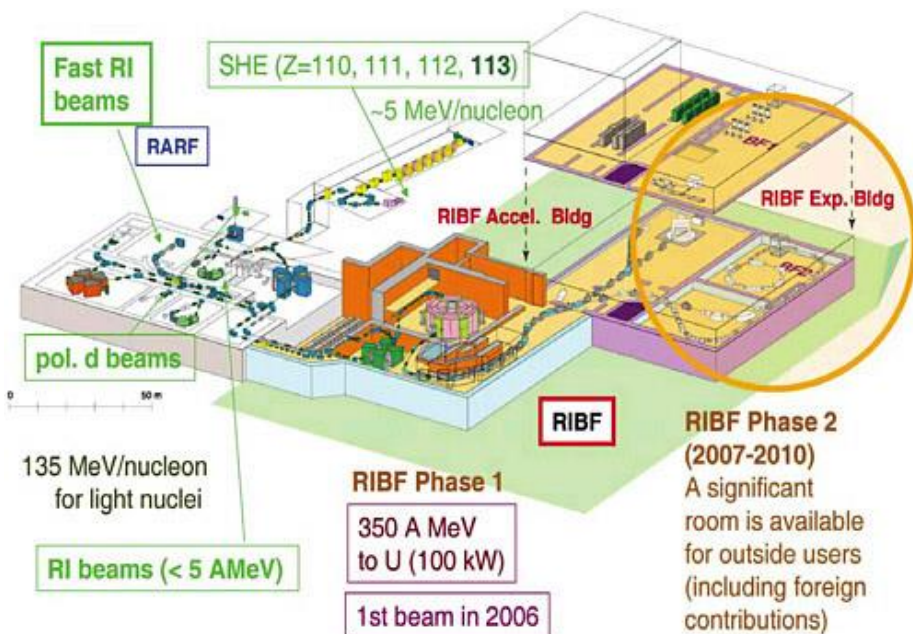 Fast RI
beams
SHE (Z=110, 111, 112, 113)
~5 MeV/nucleon
RARF
BF1
RIBF Accel. Bldg
RIBF Exp. Bldg
BF2
pol. d beams
0 50 m
RIBF
135 MeV/nucleon
for light nuclei
RI beams (< 5 AMeV)
RIBF Phase 1
350 A MeV
to U (100 kW)
1st beam in 2006
RIBF Phase 2
(2007-2010)
A significant
room is available
for outside users
(including foreign
contributions)